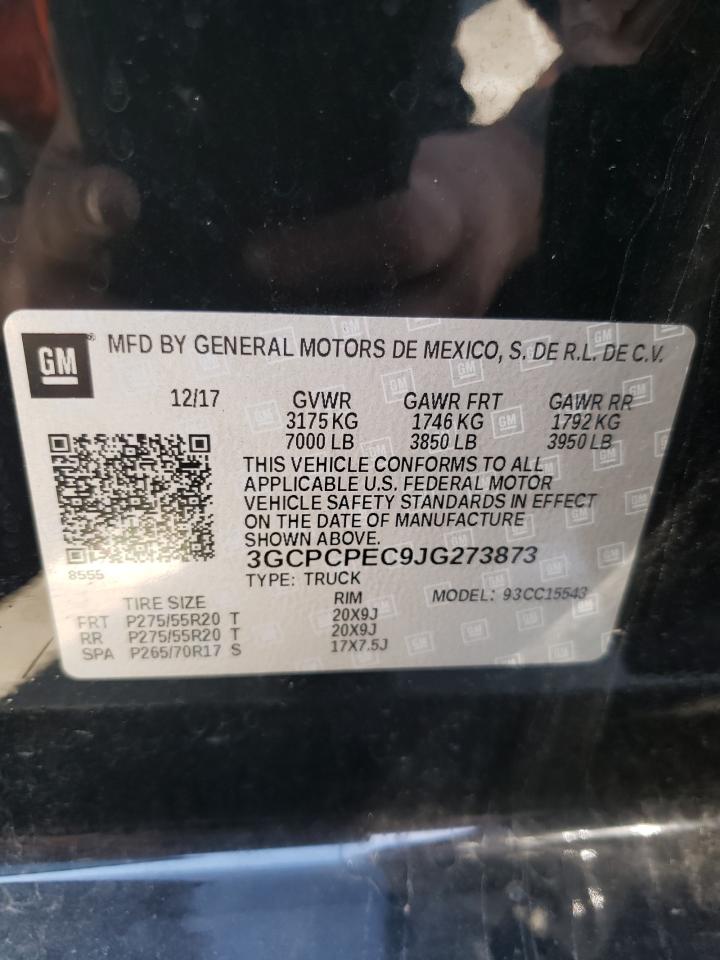 GM
MFD BY GENERAL MOTORS DE MEXICO, S. DE R.L. DE C.V.
12/17 GVWR GAWR FRT GAWR RR
3175 KG 1746 KG 1792 KG
7000 LB 3850 LB 3950 LB
THIS VEHICLE CONFORMS TO ALL
APPLICABLE U.S. FEDERAL MOTOR
VEHICLE SAFETY STANDARDS IN EFFECT
ON THE DATE OF MANUFACTURE
SHOWN ABOVE.
8555
3GCPCPEC9JG273873
TYPE: TRUCK
MODEL: 93CC15543
TIRE SIZE RIM
FRT P275/55R20 T 20X9J
RR P275/55R20 T 20X9J
SPA P265/70R17 S 17X7.5J